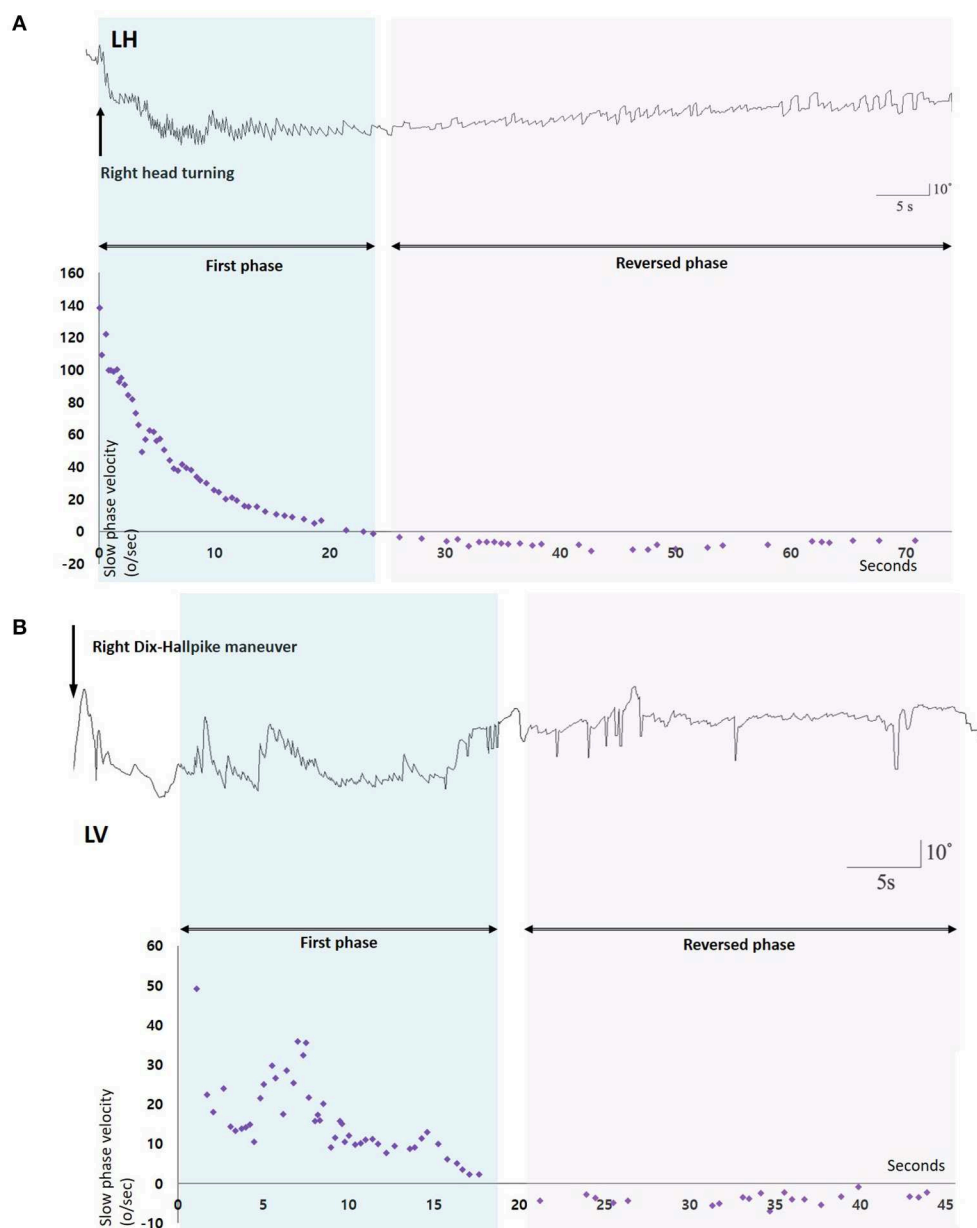 A
LH
Right head turning
10°
5 s
First phase
Reversed phase
160
140
120
100
80
60
40
20
0
-20
Slow phase velocity
(o/sec)
0 10 20 30 40 50 60 70
Seconds
B
Right Dix-Hallpike maneuver
LV
10°
5s
First phase
Reversed phase
60
50
40
30
20
10
0
-10
Slow phase velocity
(o/sec)
Seconds
0 5 10 15 20 25 30 35 40 45